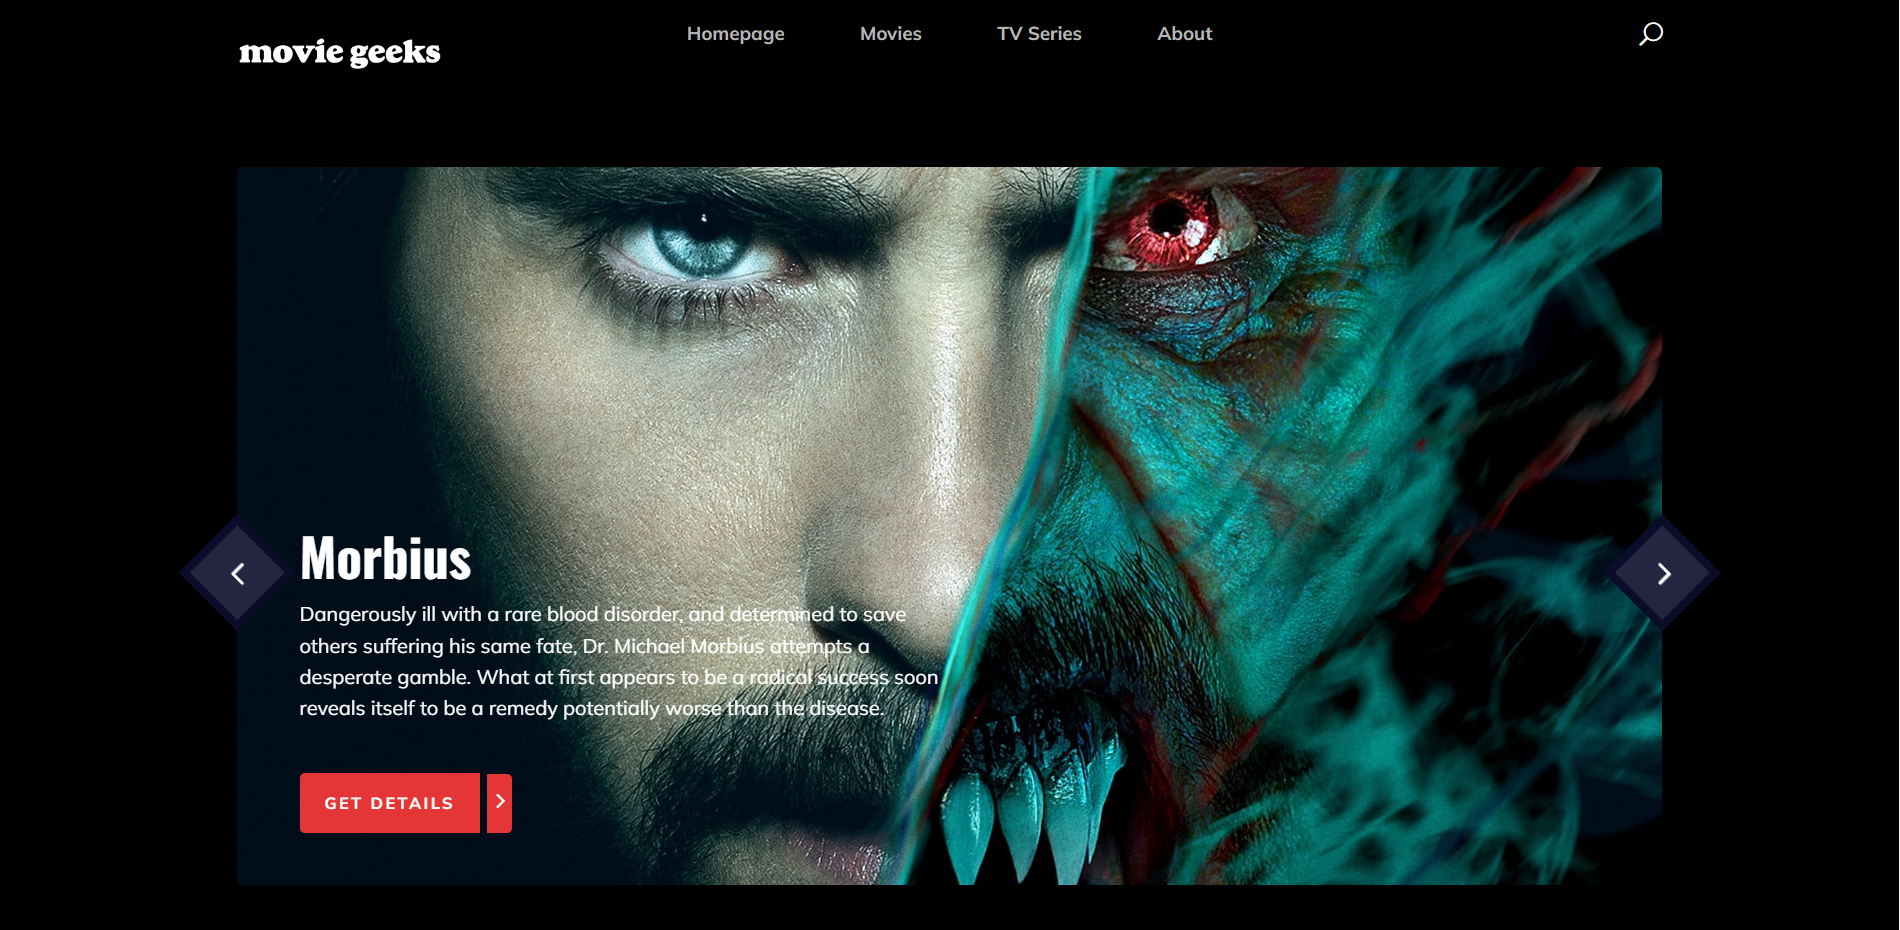 movie geeks
Homepage
Movies
TV Series
About
Morbius
Dangerously ill with a rare blood disorder, and determined to save
others suffering his same fate, Dr. Michael Morbius attempts a
desperate gamble. What at first appears to be a radical success soon
reveals itself to be a remedy potentially worse than the disease.
GET DETAILS